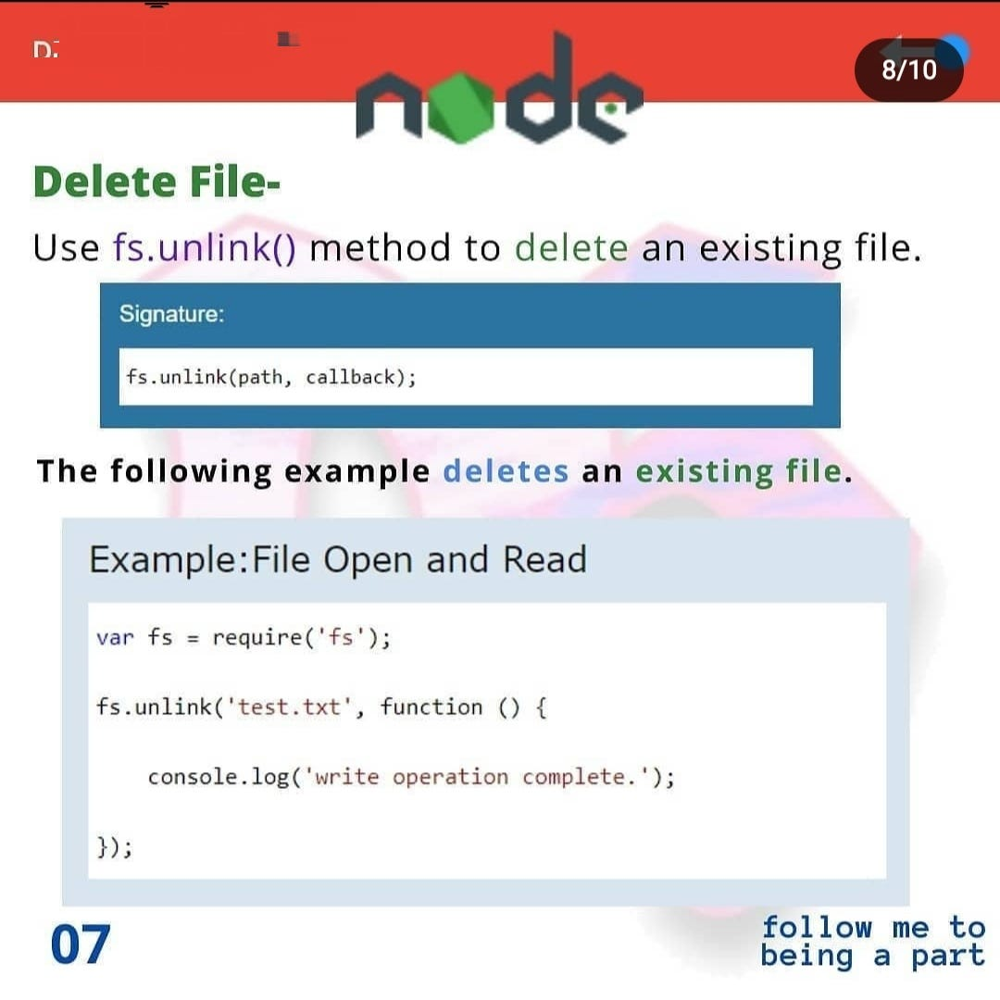 D:
8/10
node
Delete File-
Use fs.unlink() method to delete an existing file.
Signature:
fs.unlink(path, callback);
The following example deletes an existing file.
Example:File Open and Read
var fs = require('fs');
fs.unlink('test.txt', function () {
console.log('write operation complete.');
});
07
follow me to
being a part